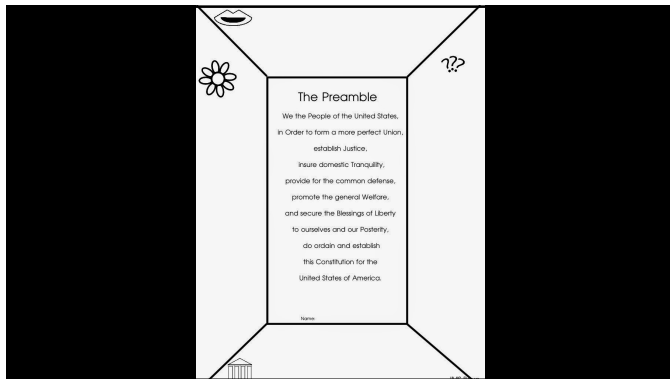 ???
The Preamble
We the People of the United States,
in Order to form a more perfect Union,
establish Justice,
insure domestic Tranquility,
provide for the common defense,
promote the general Welfare,
and secure the Blessings of Liberty
to ourselves and our Posterity,
do ordain and establish
this Constitution for the
United States of America.
Name